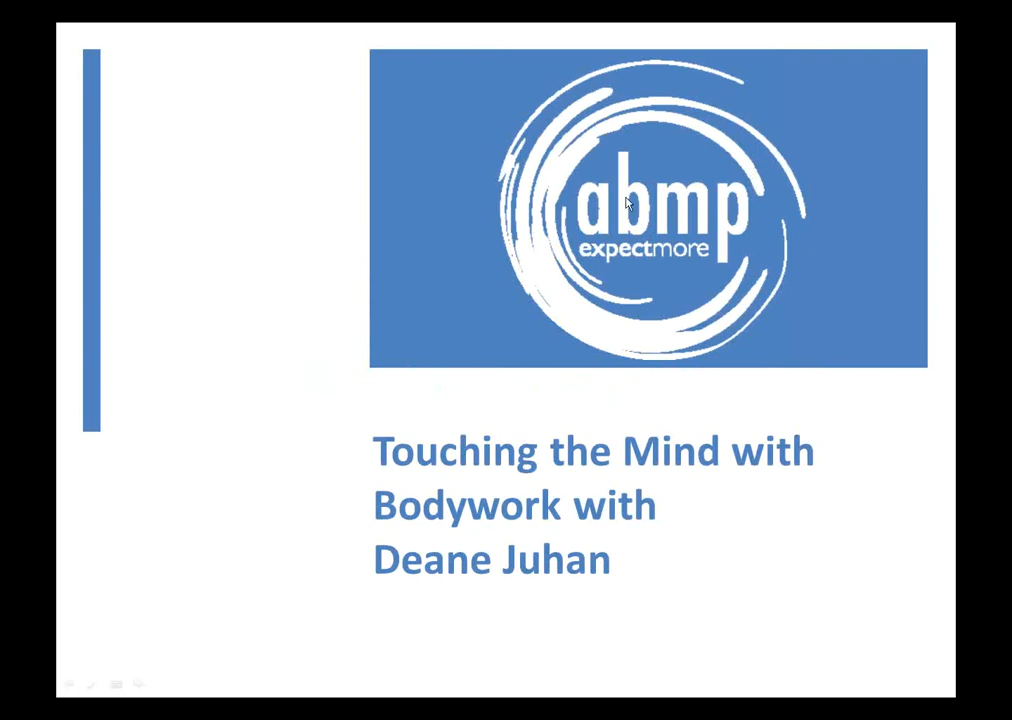 abmp
expectmore
Touching the Mind with
Bodywork with
Deane Juhan